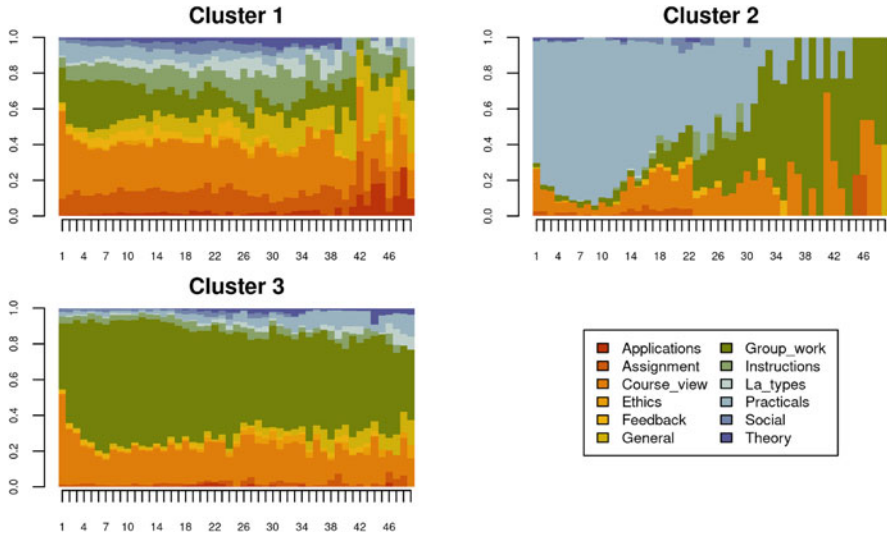 Cluster 1
1.0
0.8
0.6
0.4
0.2
0.0
1 4 7 10 14 18 22 26 30 34 38 42 46
Cluster 2
1.0
0.8
0.6
0.4
0.2
0.0
1 4 7 10 14 18 22 26 30 34 38 42 46
Cluster 3
1.0
0.8
0.6
0.4
0.2
0.0
1 4 7 10 14 18 22 26 30 34 38 42 46
Applications Group_work
Assignment Instructions
Course_view La_types
Ethics Practicals
Feedback Social
General Theory